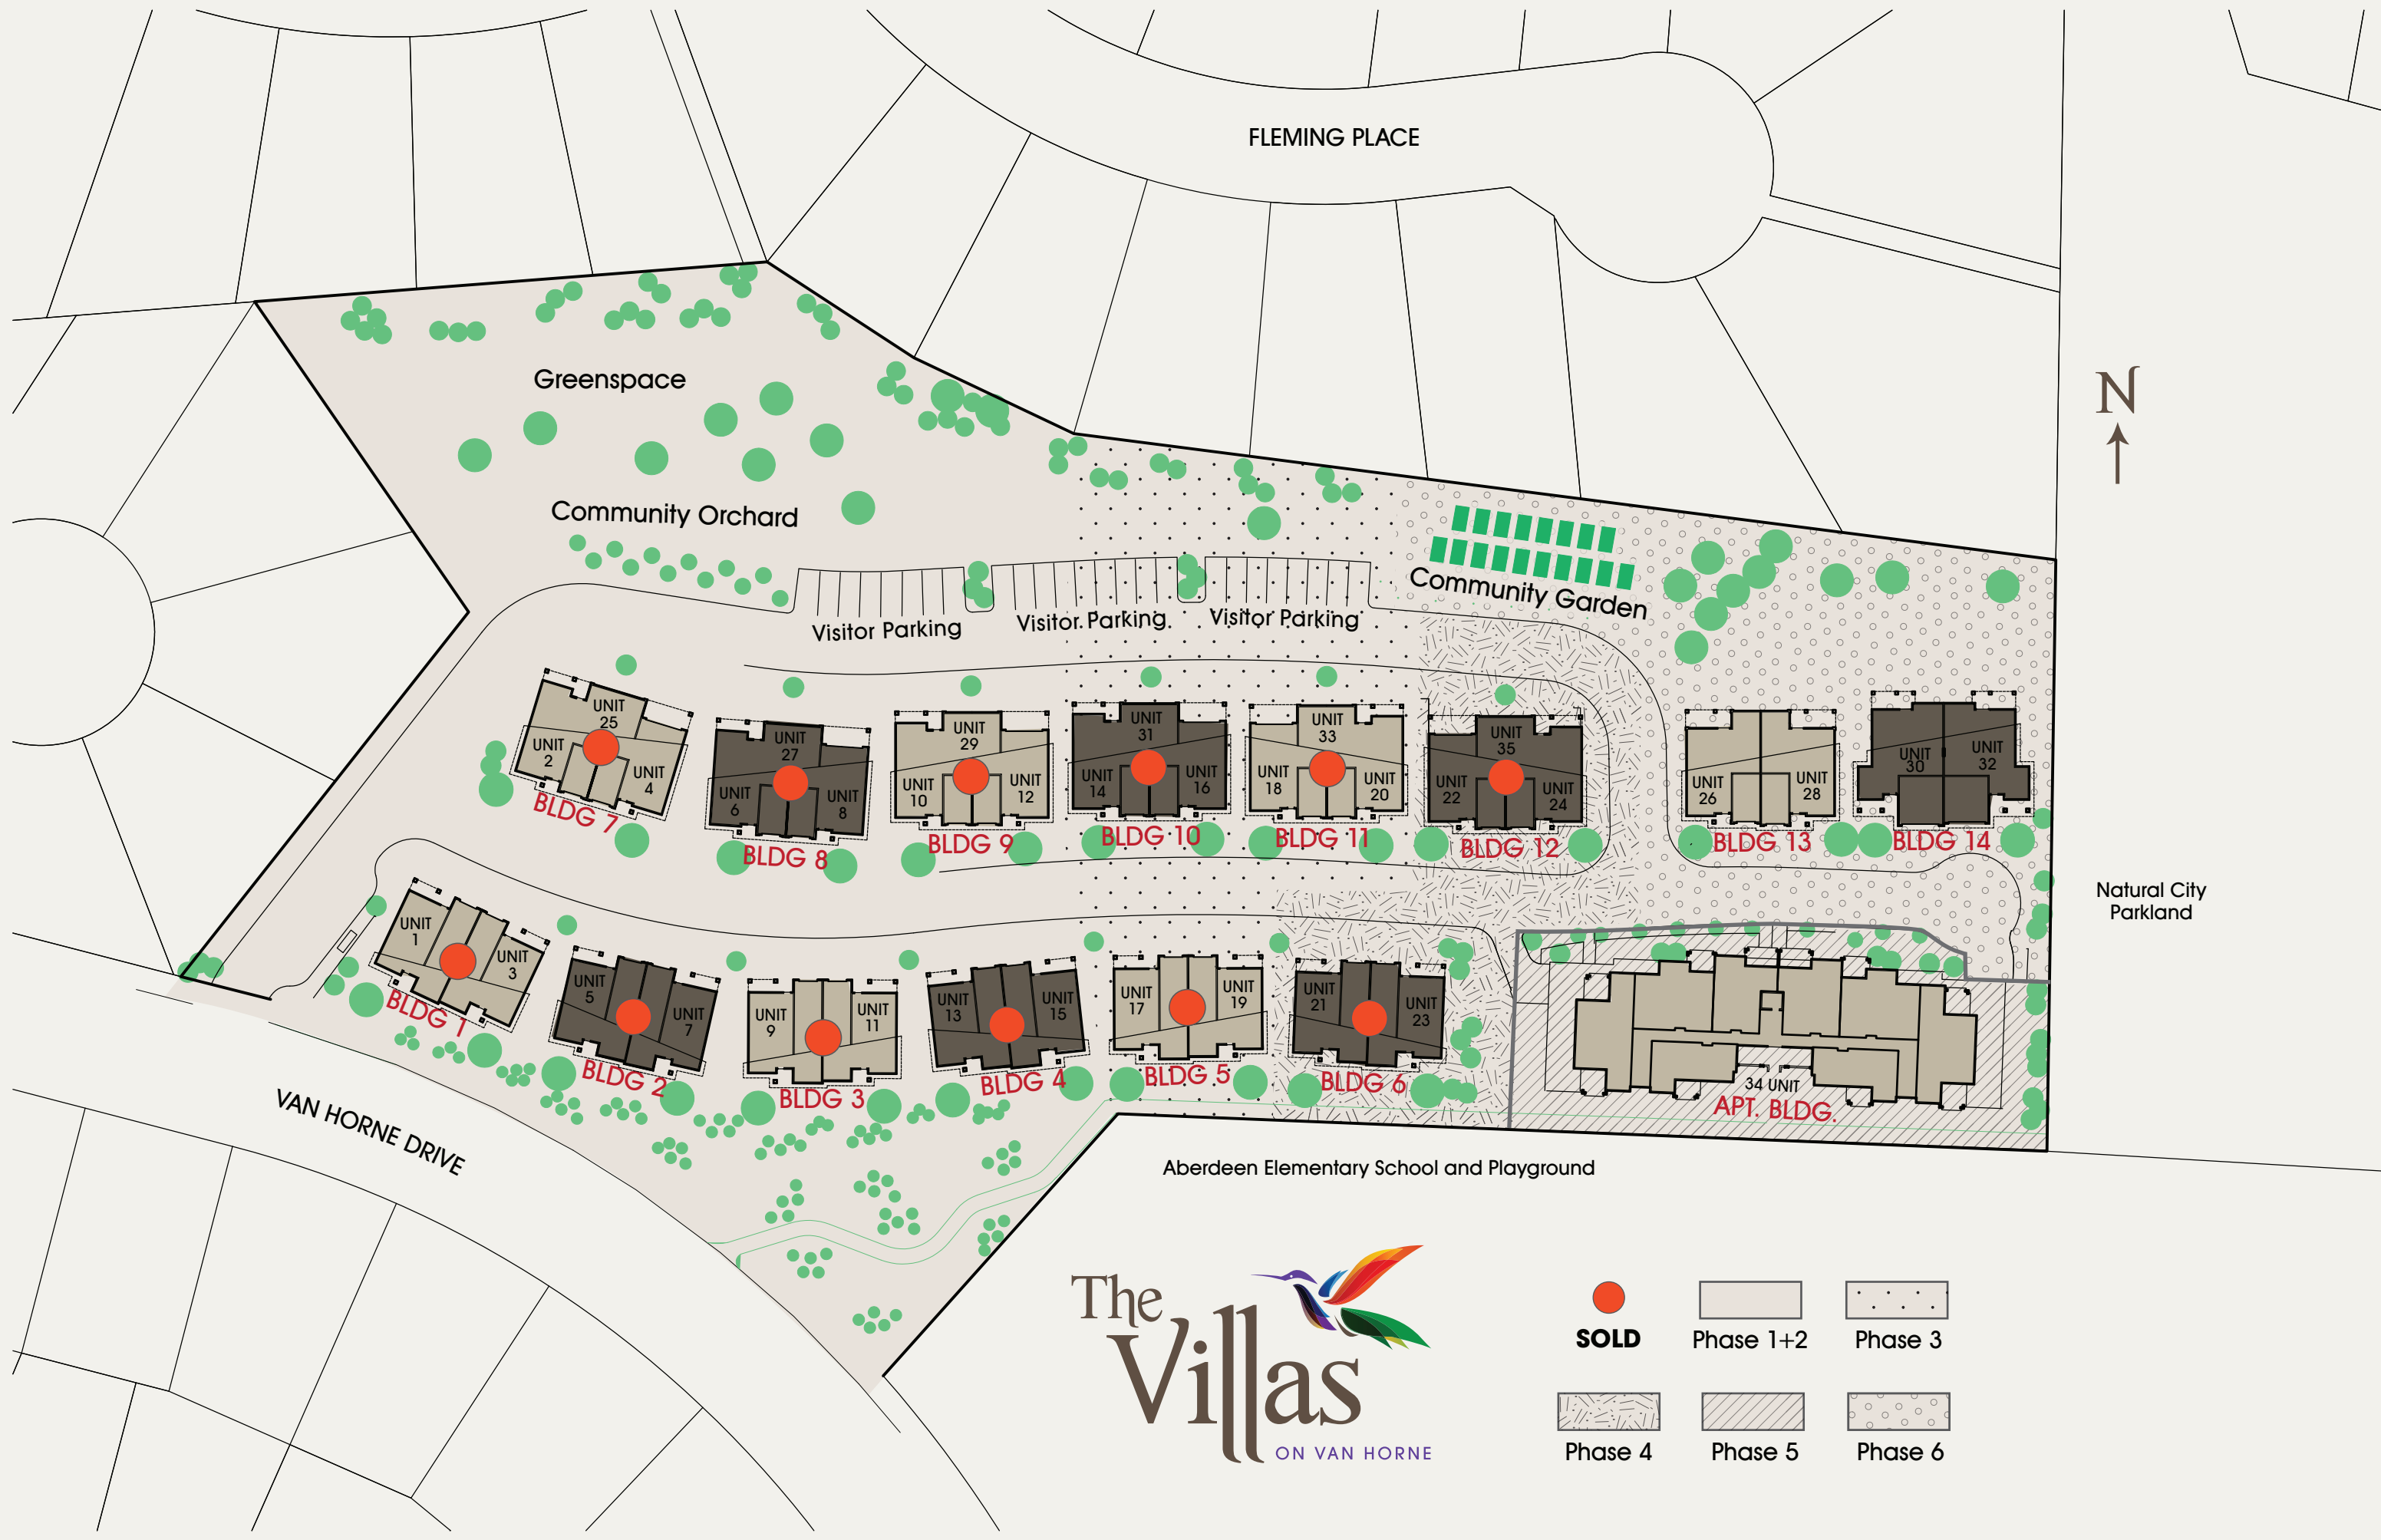 FLEMING PLACE
N
Greenspace
Community Orchard
Community Garden
Visitor Parking
Visitor Parking
Visitor Parking
UNIT
25
UNIT
2
UNIT
4
BLDG 7
UNIT
27
UNIT
6
UNIT
8
BLDG 8
UNIT
29
UNIT
10
UNIT
12
BLDG 9
UNIT
31
UNIT
14
UNIT
16
BLDG 10
UNIT
33
UNIT
18
UNIT
20
BLDG 11
UNIT
35
UNIT
22
UNIT
24
BLDG 12
UNIT
26
UNIT
28
BLDG 13
UNIT
30
UNIT
32
BLDG 14
Natural City
Parkland
UNIT
1
UNIT
3
BLDG 1
UNIT
5
UNIT
7
BLDG 2
UNIT
9
UNIT
11
BLDG 3
UNIT
13
UNIT
15
BLDG 4
UNIT
17
UNIT
19
BLDG 5
UNIT
21
UNIT
23
BLDG 6
34 UNIT
APT. BLDG.
VAN HORNE DRIVE
Aberdeen Elementary School and Playground
The
Villas
ON VAN HORNE
SOLD
Phase 1+2
Phase 3
Phase 4
Phase 5
Phase 6